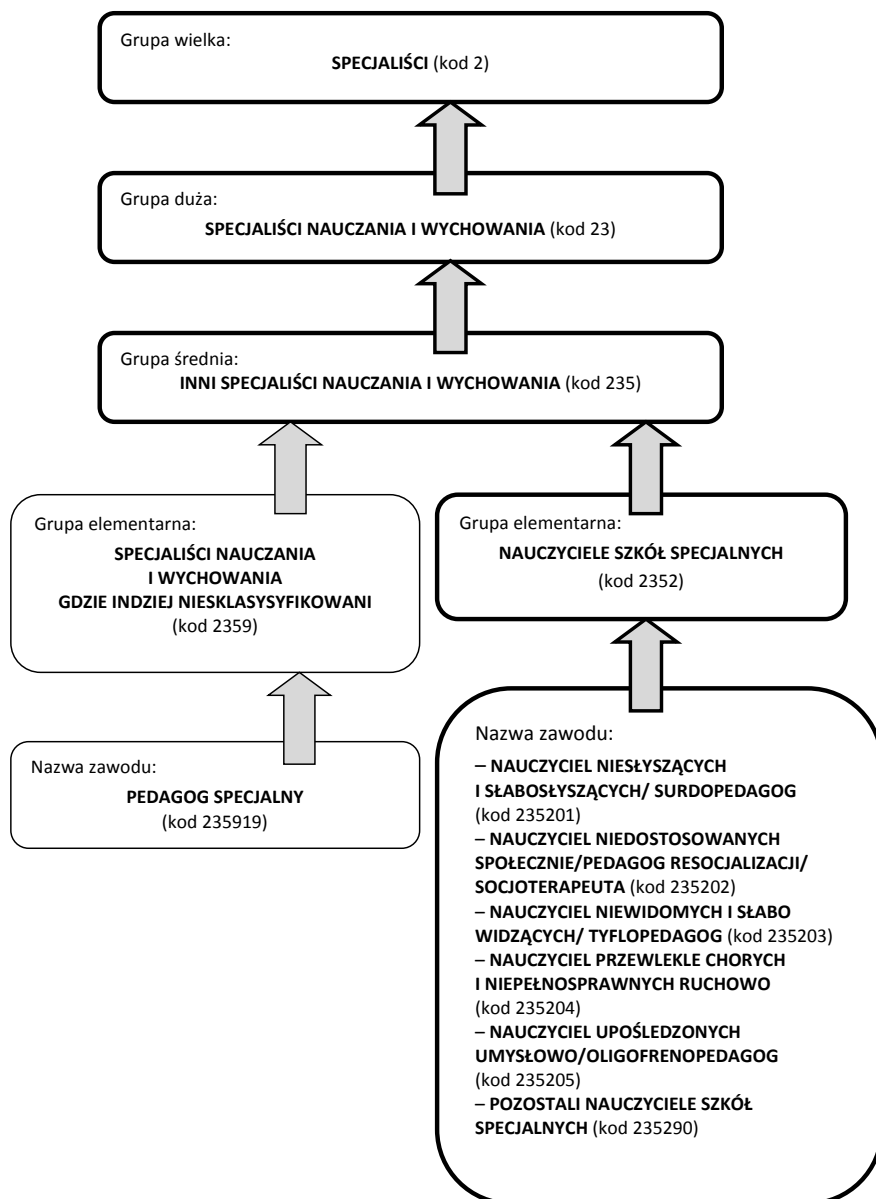 Grupa wielka:
SPECJALIŚCI (kod 2)
Grupa duża:
SPECJALIŚCI NAUCZANIA I WYCHOWANIA (kod 23)
Grupa średnia:
INNI SPECJALIŚCI NAUCZANIA I WYCHOWANIA (kod 235)
Grupa elementarna:
SPECJALIŚCI NAUCZANIA
I WYCHOWANIA
GDZIE INDZIEJ NIESKLASYSYFIKOWANI
(kod 2359)
Grupa elementarna:
NAUCZYCIELE SZKÓŁ SPECJALNYCH
(kod 2352)
Nazwa zawodu:
PEDAGOG SPECJALNY
(kod 235919)
Nazwa zawodu:
– NAUCZYCIEL NIESŁYSZĄCYCH
I SŁABOSŁYSZĄCYCH/ SURDOPEDAGOG
(kod 235201)
– NAUCZYCIEL NIEDOSTOSOWANYCH
SPOŁECZNIE/PEDAGOG RESOCJALIZACJI/
SOCJOTERAPEUTA (kod 235202)
– NAUCZYCIEL NIEWIDOMYCH I SŁABO
WIDZĄCYCH/ TYFLOPEDAGOG (kod 235203)
– NAUCZYCIEL PRZEWLEKLE CHORYCH
I NIEPEŁNOSPRAWNYCH RUCHOWO
(kod 235204)
– NAUCZYCIEL UPOŚLEDZONYCH
UMYSŁOWO/OLIGOFRENOPEDAGOG
(kod 235205)
– POZOSTALI NAUCZYCIELE SZKÓŁ
SPECJALNYCH (kod 235290)